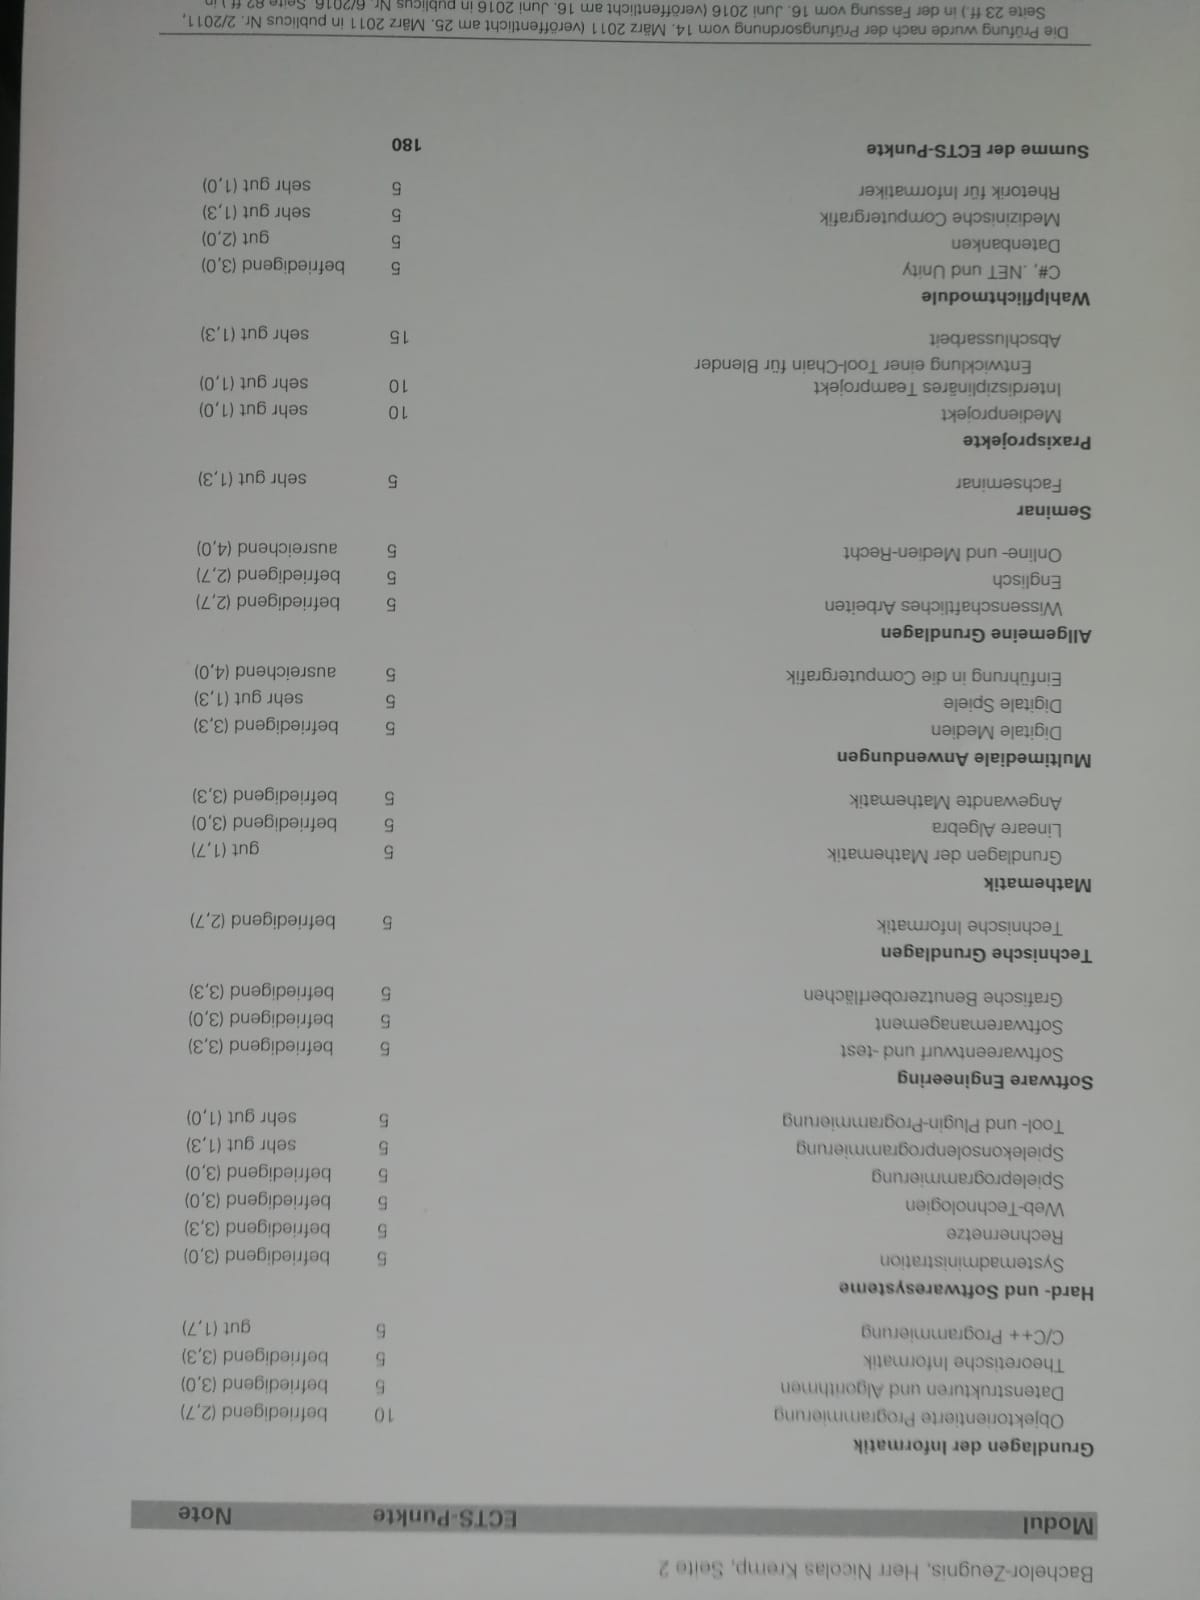 Bachelor-Zeugnis, Herr Nicolas Kremp, Seite 2
Modul ECTS-Punkte Note
Grundlagen der Informatik
Objektorientierte Programmierung 10 befriedigend (2,7)
Datenstrukturen und Algorithmen 5 befriedigend (3,0)
Theoretische Informatik 5 befriedigend (3,3)
C/C++ Programmierung 5 gut (1,7)
Hard- und Softwaresysteme
Systemadministration 5 befriedigend (3,0)
Rechnernetze 5 befriedigend (3,3)
Web-Technologien 5 befriedigend (3,0)
Spieleprogrammierung 5 befriedigend (3,0)
Spielekonsolenprogrammierung 5 sehr gut (1,3)
Tool- und Plugin-Programmierung 5 sehr gut (1,0)
Software Engineering
Softwareentwurf und -test 5 befriedigend (3,3)
Softwaremanagement 5 befriedigend (3,0)
Grafische Benutzeroberflächen 5 befriedigend (3,3)
Technische Grundlagen
Technische Informatik 5 befriedigend (2,7)
Mathematik
Grundlagen der Mathematik 5 gut (1,7)
Lineare Algebra 5 befriedigend (3,0)
Angewandte Mathematik 5 befriedigend (3,3)
Multimediale Anwendungen
Digitale Medien 5 befriedigend (3,3)
Digitale Spiele 5 sehr gut (1,3)
Einführung in die Computergrafik 5 ausreichend (4,0)
Allgemeine Grundlagen
Wissenschaftliches Arbeiten 5 befriedigend (2,7)
Englisch 5 befriedigend (2,7)
Online- und Medien-Recht 5 ausreichend (4,0)
Seminar
Fachseminar 5 sehr gut (1,3)
Praxisprojekte
Medienprojekt 10 sehr gut (1,0)
Interdisziplinäres Teamprojekt 10 sehr gut (1,0)
Entwicklung einer Tool-Chain für Blender
Abschlussarbeit 15 sehr gut (1,3)
Wahlpflichtmodule
C#, .NET und Unity 5 befriedigend (3,0)
Datenbanken 5 gut (2,0)
Medizinische Computergrafik 5 sehr gut (1,3)
Rhetorik für Informatiker 5 sehr gut (1,0)
Summe der ECTS-Punkte 180
Die Prüfung wurde nach der Prüfungsordnung vom 14. März 2011 (veröffentlicht am 25. März 2011 in publicus Nr. 2/2011,
Seite 23 ff.) in der Fassung vom 16. Juni 2016 (veröffentlicht am 16. Juni 2016 in publicus Nr. 6/2016, Seite 82 ff.) in